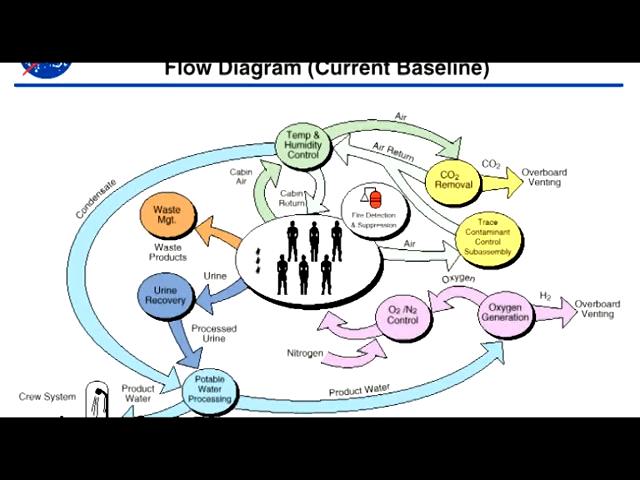 Flow Diagram (Current Baseline)
Air
Temp &
Humidity
Control
Air Return
CO2
Overboard
Venting
CO2
Removal
Cabin
Air
Cabin
Return
Condensate
Waste
Mgt.
Fire Detection
& Suppression
Trace
Contaminant
Control
Subassembly
Waste
Products
Air
Urine
Oxygen
Urine
Recovery
H2
Overboard
Venting
O2 /N2
Control
Oxygen
Generation
Processed
Urine
Nitrogen
Potable
Water
Processing
Product Water
Product
Water
Crew System